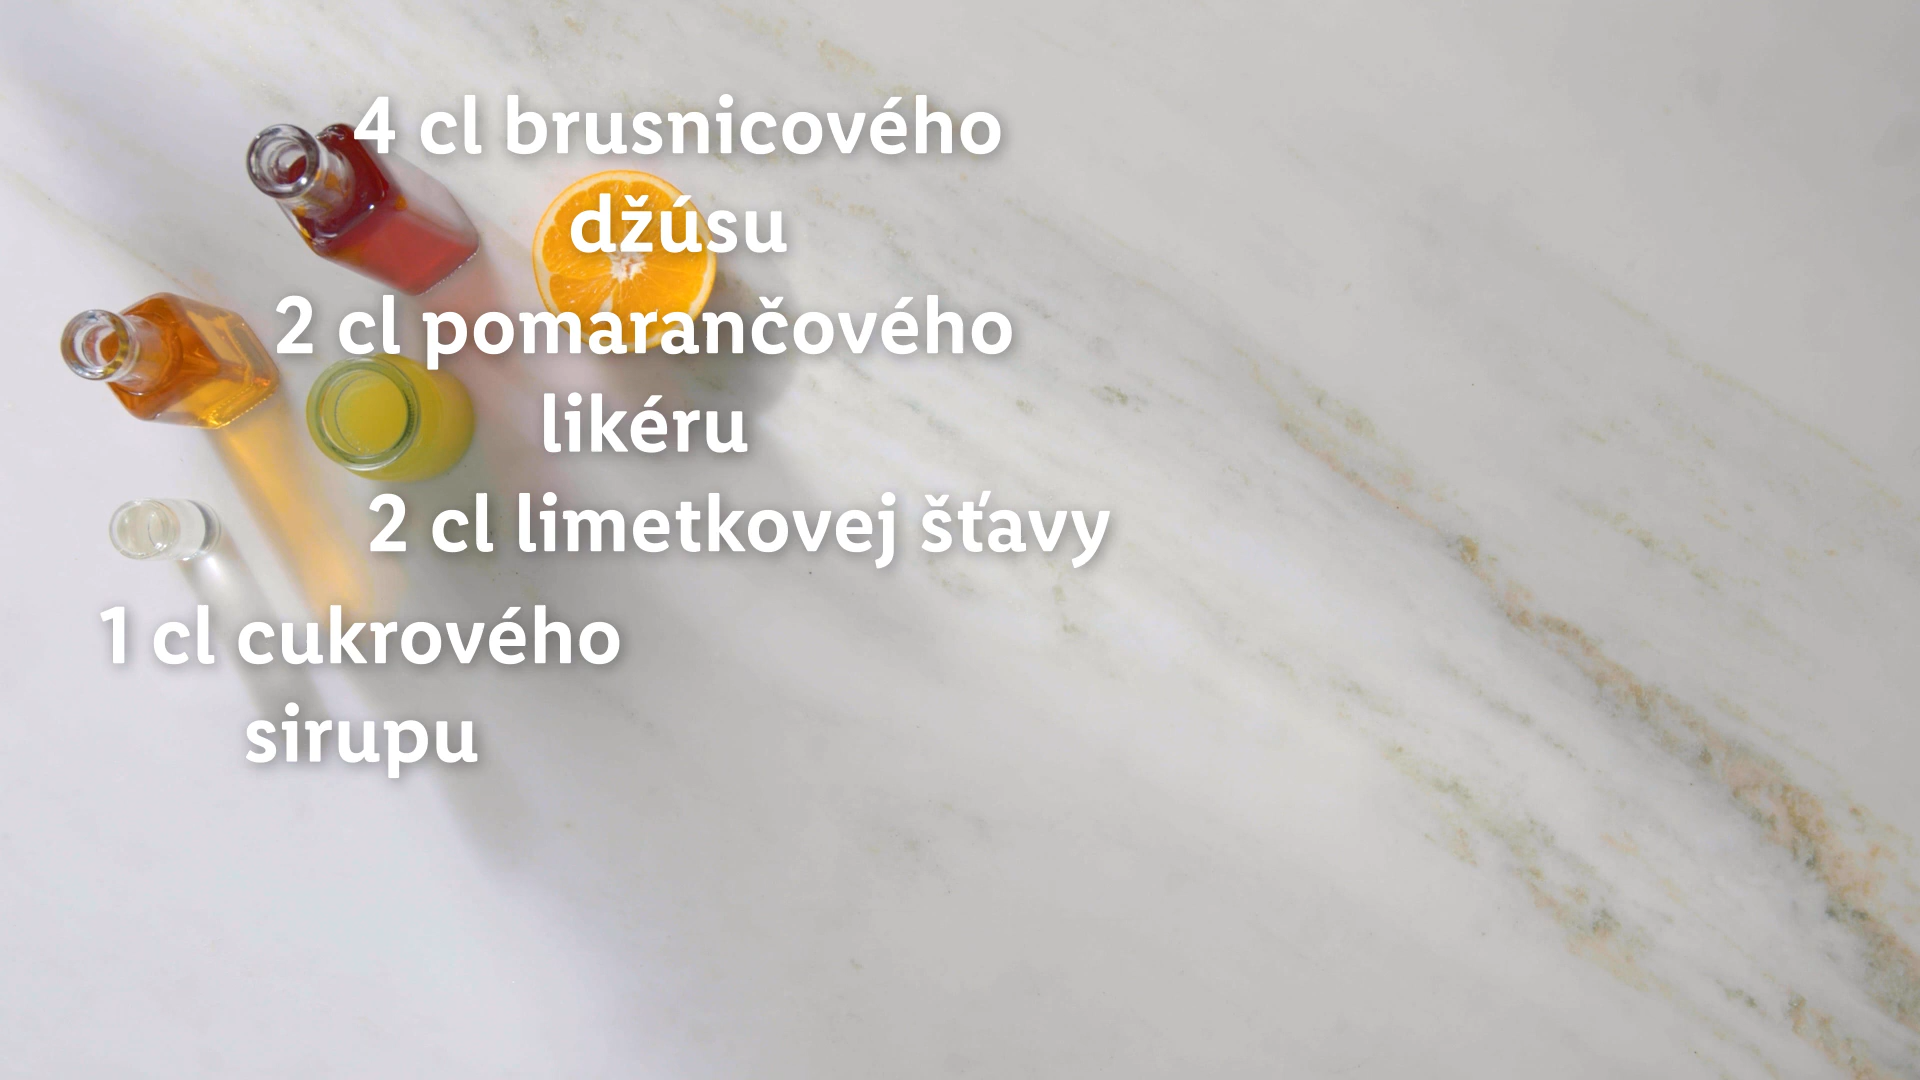 4 cl brusnicového
džúsu
2 cl pomarančového
likéru
2 cl limetkovej šťavy
1 cl cukrového
sirupu